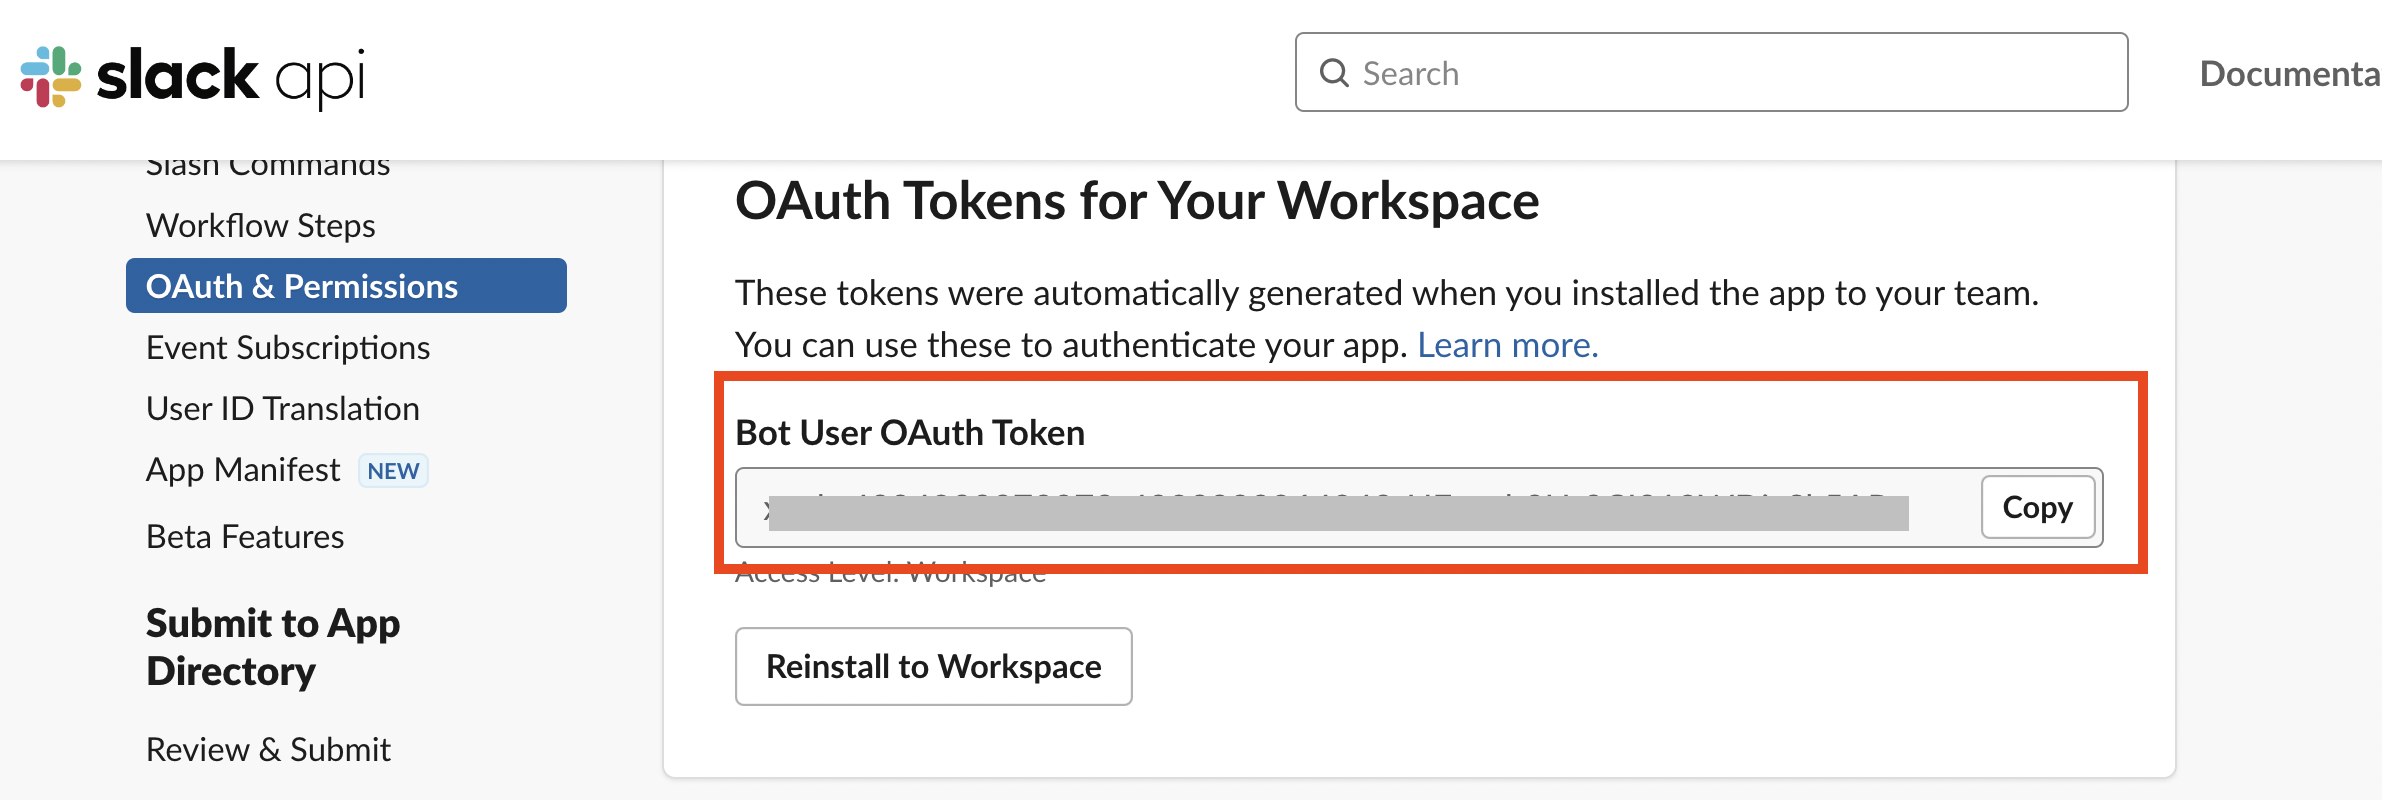 slack api
Search
Documenta
Slash Commands
Workflow Steps
OAuth & Permissions
Event Subscriptions
User ID Translation
App Manifest NEW
Beta Features
Submit to App
Directory
Review & Submit
OAuth Tokens for Your Workspace
These tokens were automatically generated when you installed the app to your team.
You can use these to authenticate your app. Learn more.
Bot User OAuth Token
Copy
Access Level: Workspace
Reinstall to Workspace